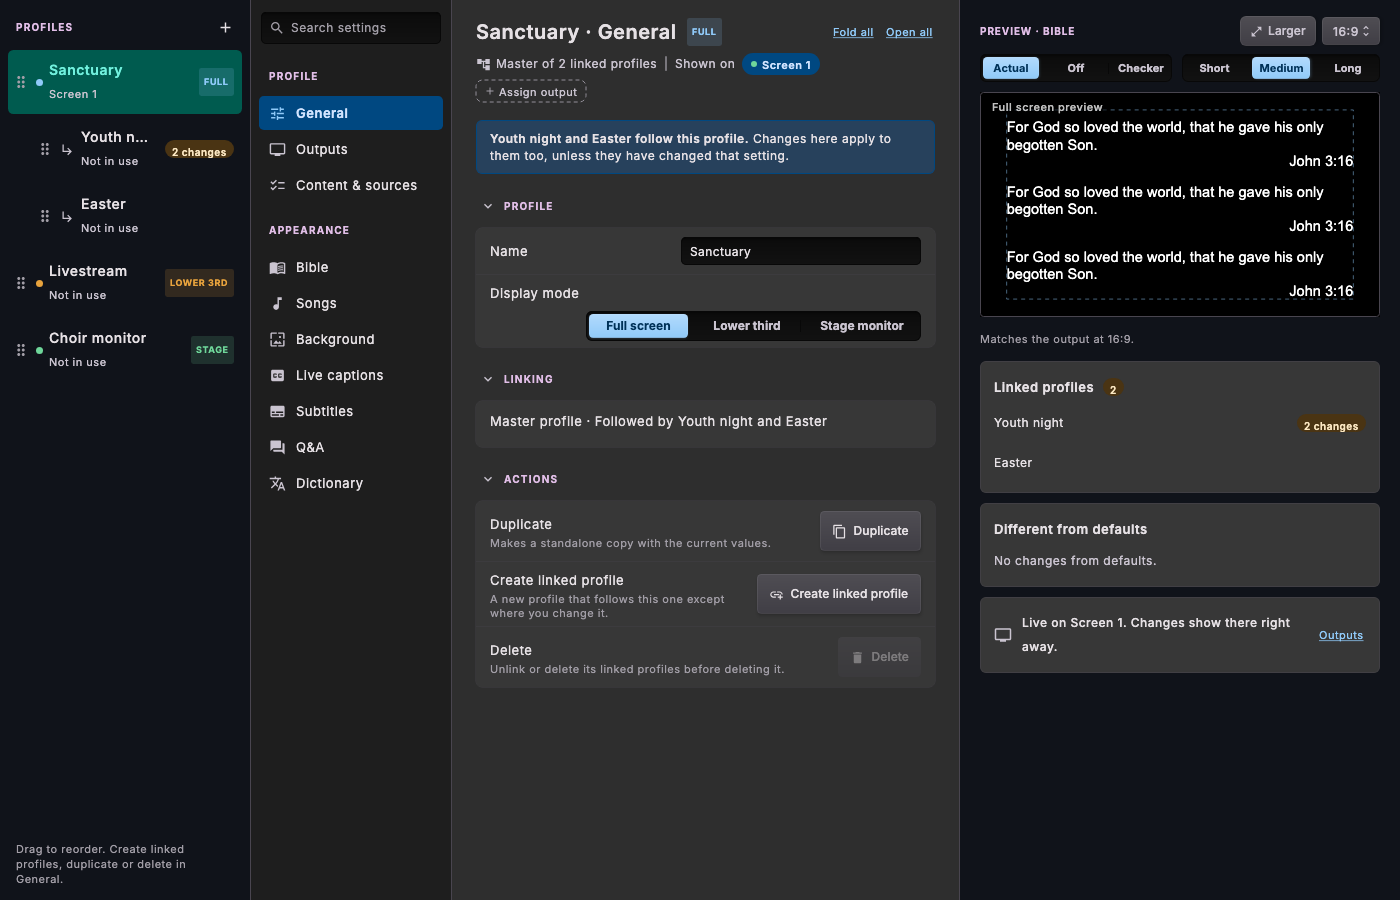 PROFILES
Sanctuary
Screen 1
FULL
Youth n...
Not in use
2 changes
Easter
Not in use
Livestream
Not in use
LOWER 3RD
Choir monitor
Not in use
STAGE
Drag to reorder. Create linked
profiles, duplicate or delete in
General.
Search settings
PROFILE
General
Outputs
Content & sources
APPEARANCE
Bible
Songs
Background
Live captions
Subtitles
Q&A
Dictionary
Sanctuary · General
FULL
Fold all
Open all
Master of 2 linked profiles | Shown on
Screen 1
+ Assign output
Youth night and Easter follow this profile. Changes here apply to
them too, unless they have changed that setting.
PROFILE
Name
Sanctuary
Display mode
Full screen
Lower third
Stage monitor
LINKING
Master profile · Followed by Youth night and Easter
ACTIONS
Duplicate
Makes a standalone copy with the current values.
Duplicate
Create linked profile
A new profile that follows this one except
where you change it.
Create linked profile
Delete
Unlink or delete its linked profiles before deleting it.
Delete
PREVIEW · BIBLE
Larger
16:9
Actual
Off
Checker
Short
Medium
Long
Full screen preview
For God so loved the world, that he gave his only
begotten Son.
John 3:16
For God so loved the world, that he gave his only
begotten Son.
John 3:16
For God so loved the world, that he gave his only
begotten Son.
John 3:16
Matches the output at 16:9.
Linked profiles
2
Youth night
2 changes
Easter
Different from defaults
No changes from defaults.
Live on Screen 1. Changes show there right
away.
Outputs